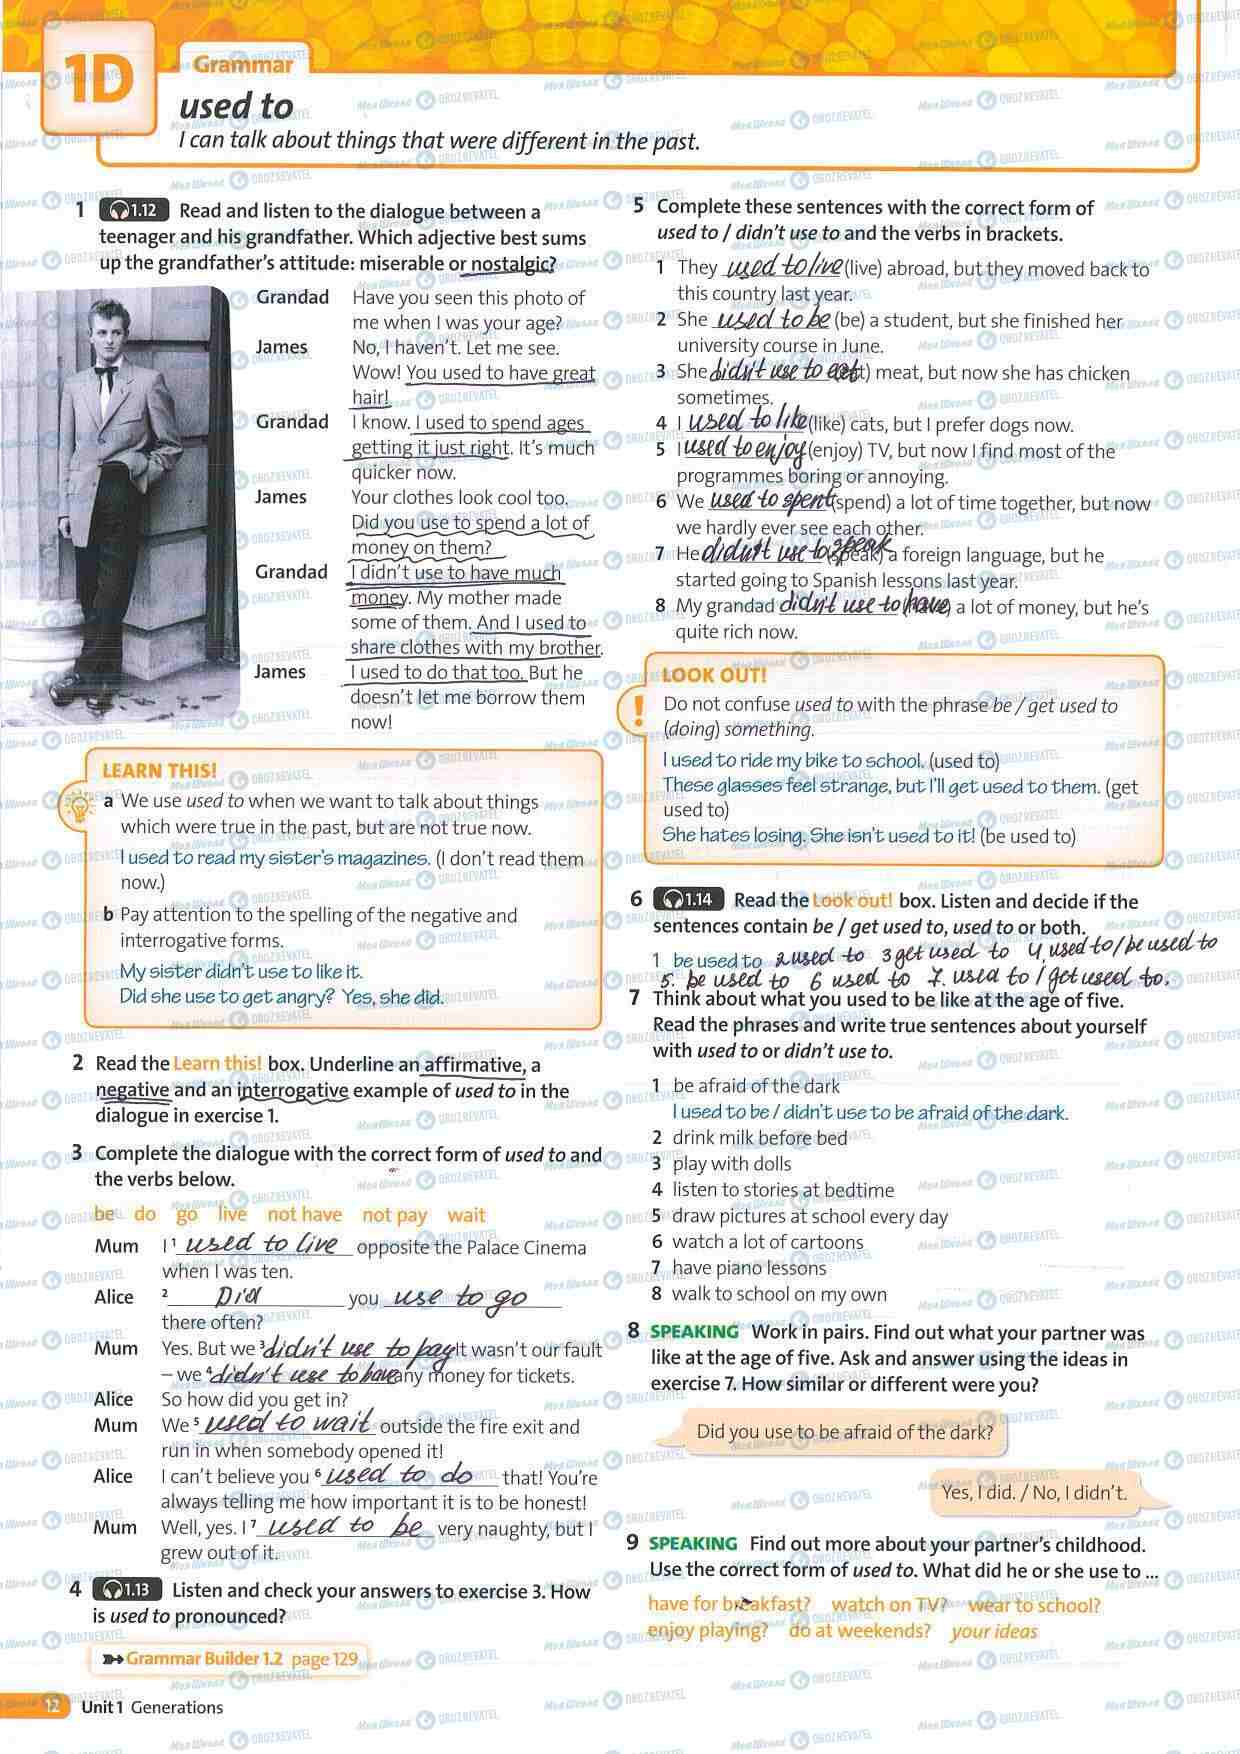 1D
Grammar
used to
I can talk about things that were different in the past.
1 1.12 Read and listen to the dialogue between a
teenager and his grandfather. Which adjective best sums
up the grandfather's attitude: miserable or nostalgic?
Grandad Have you seen this photo of
me when I was your age?
James No, I haven't. Let me see.
Wow! You used to have great
hair!
Grandad I know. I used to spend ages
getting it just right. It's much
quicker now.
James Your clothes look cool too.
Did you use to spend a lot of
money on them?
Grandad I didn't use to have much
money. My mother made
some of them. And I used to
share clothes with my brother.
James I used to do that too. But he
doesn't let me borrow them
now!
LEARN THIS!
a We use used to when we want to talk about things
which were true in the past, but are not true now.
I used to read my sister's magazines. (I don't read them
now.)
b Pay attention to the spelling of the negative and
interrogative forms.
My sister didn't use to like it.
Did she use to get angry? Yes, she did.
2 Read the Learn this! box. Underline an affirmative, a
negative and an interrogative example of used to in the
dialogue in exercise 1.
3 Complete the dialogue with the correct form of used to and
the verbs below.
be do go live not have not pay wait
Mum I 1 used to live opposite the Palace Cinema
when I was ten.
Alice 2 Did you use to go
there often?
Mum Yes. But we 3 didn't use to pay It wasn't our fault
– we 4 didn't use to have any money for tickets.
Alice So how did you get in?
Mum We 5 used to wait outside the fire exit and
run in when somebody opened it!
Alice I can't believe you 6 used to do that! You're
always telling me how important it is to be honest!
Mum Well, yes. I 7 used to be very naughty, but I
grew out of it.
4 1.13 Listen and check your answers to exercise 3. How
is used to pronounced?
Grammar Builder 1.2 page 129
12 Unit 1 Generations
5 Complete these sentences with the correct form of
used to / didn't use to and the verbs in brackets.
1 They used to live (live) abroad, but they moved back to
this country last year.
2 She used to be (be) a student, but she finished her
university course in June.
3 She didn't use to eat (eat) meat, but now she has chicken
sometimes.
4 I used to like (like) cats, but I prefer dogs now.
5 I used to enjoy (enjoy) TV, but now I find most of the
programmes boring or annoying.
6 We used to spent (spend) a lot of time together, but now
we hardly ever see each other.
7 He didn't use to speak (speak) a foreign language, but he
started going to Spanish lessons last year.
8 My grandad didn't use to have (have) a lot of money, but he's
quite rich now.
LOOK OUT!
! Do not confuse used to with the phrase be / get used to
(doing) something.
I used to ride my bike to school. (used to)
These glasses feel strange, but I'll get used to them. (get
used to)
She hates losing. She isn't used to it! (be used to)
6 1.14 Read the Look out! box. Listen and decide if the
sentences contain be / get used to, used to or both.
1 be used to 2 used to 3 get used to 4 used to / be used to
5. be used to 6 used to 7. used to / get used to.
7 Think about what you used to be like at the age of five.
Read the phrases and write true sentences about yourself
with used to or didn't use to.
1 be afraid of the dark
I used to be / didn't use to be afraid of the dark.
2 drink milk before bed
3 play with dolls
4 listen to stories at bedtime
5 draw pictures at school every day
6 watch a lot of cartoons
7 have piano lessons
8 walk to school on my own
8 SPEAKING Work in pairs. Find out what your partner was
like at the age of five. Ask and answer using the ideas in
exercise 7. How similar or different were you?
Did you use to be afraid of the dark?
Yes, I did. / No, I didn't.
9 SPEAKING Find out more about your partner's childhood.
Use the correct form of used to. What did he or she use to ...
have for breakfast? watch on TV? wear to school?
enjoy playing? do at weekends? your ideas